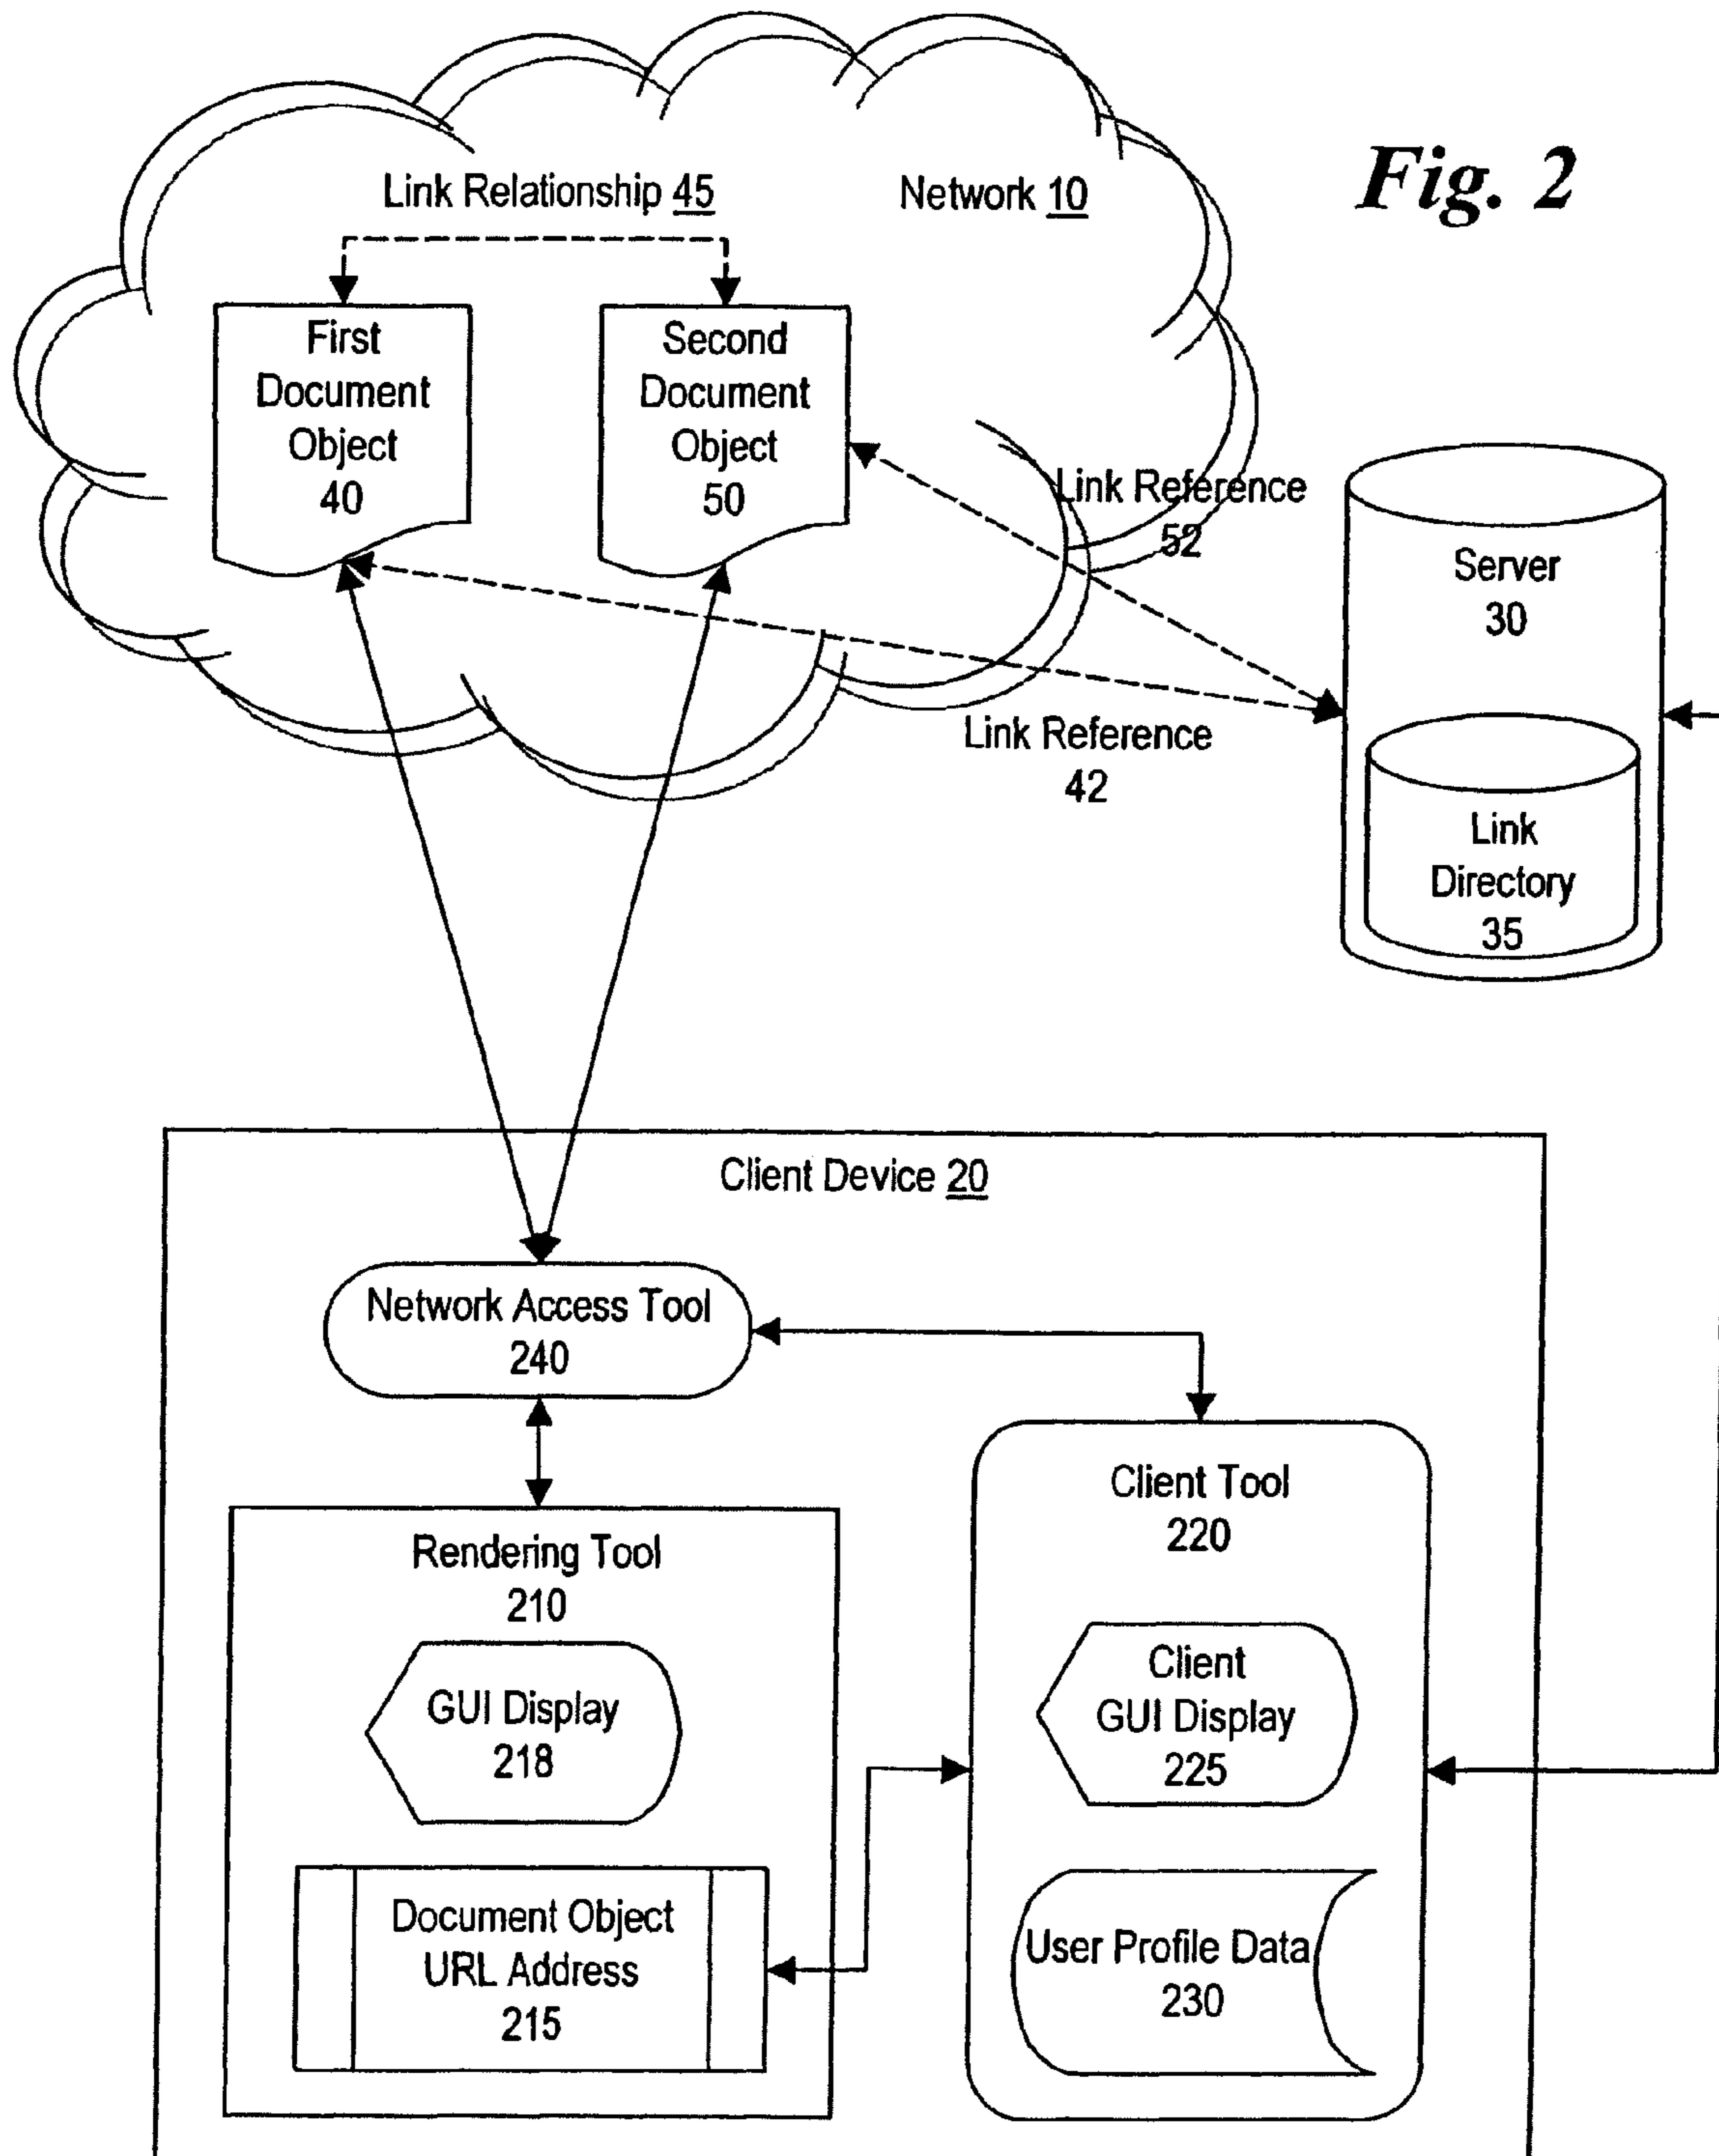 Fig. 2
Link Relationship 45
Network 10
First
Document
Object
40
Second
Document
Object
50
Link Reference
52
Server
30
Link Reference
42
Link
Directory
35
Client Device 20
Network Access Tool
240
Client Tool
220
Rendering Tool
210
Client
GUI Display
225
GUI Display
218
Document Object
URL Address
215
User Profile Data
230